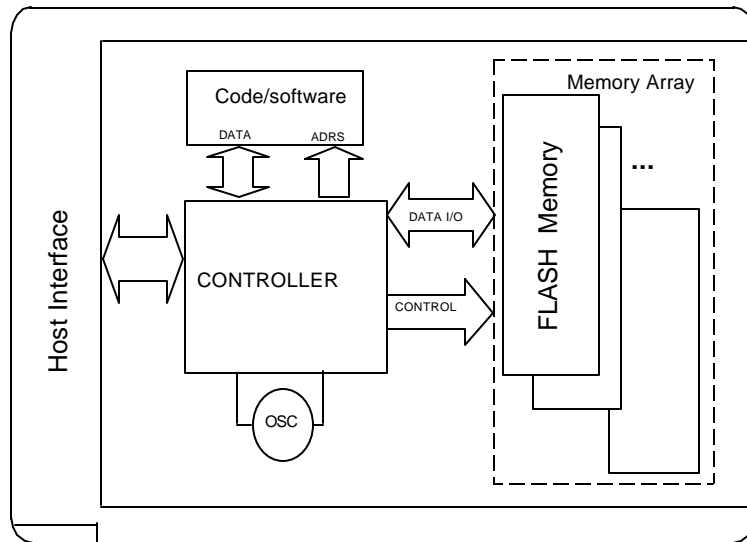 Code/software
DATA
ADRS
Memory Array
FLASH Memory
...
DATA I/O
Host Interface
CONTROLLER
CONTROL
OSC